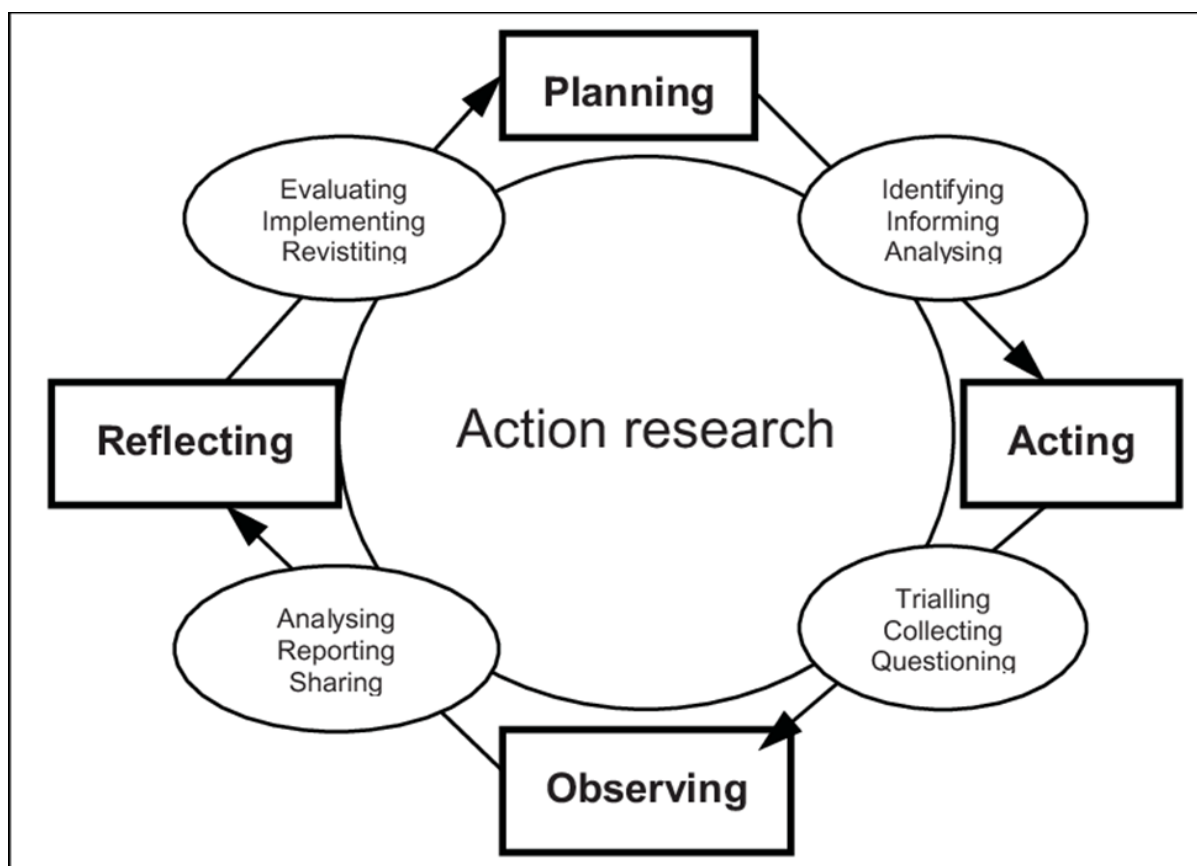 Planning
Evaluating
Implementing
Revistiting
Identifying
Informing
Analysing
Reflecting
Action research
Acting
Analysing
Reporting
Sharing
Trialling
Collecting
Questioning
Observing